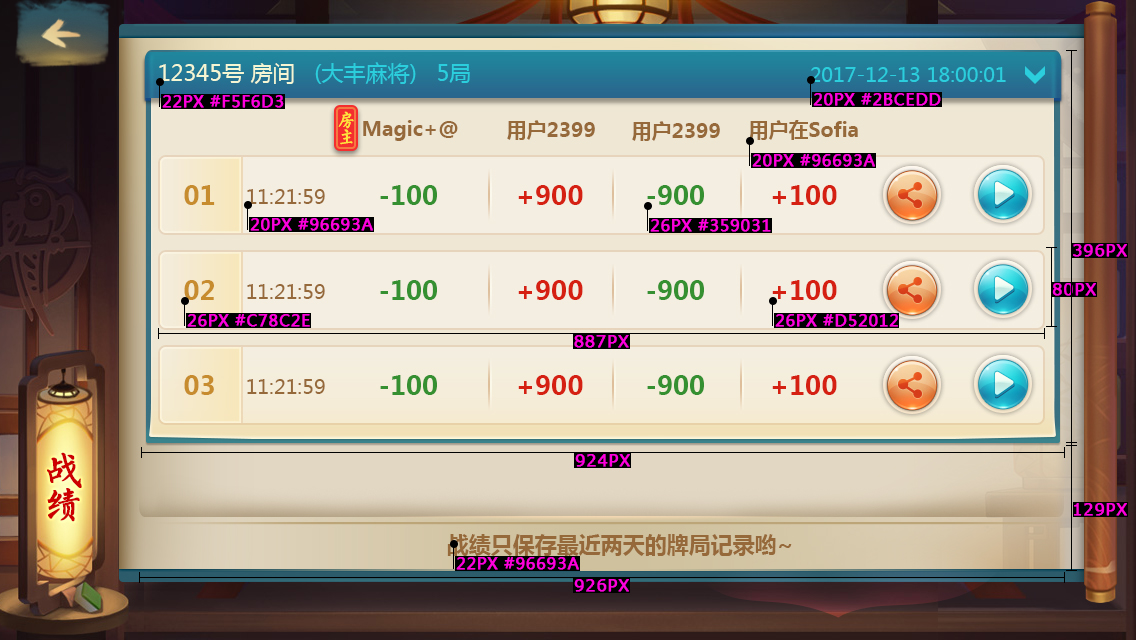 12345号 房间 (大丰麻将) 5局 2017-12-13 18:00:01
22PX #F5F6D3 20PX #2BCEDD
房主 Magic+@ 用户2399 用户2399 用户在Sofia
20PX #96693A
01 11:21:59 -100 +900 -900 +100
20PX #96693A 26PX #359031
396PX
02 11:21:59 -100 +900 -900 +100
80PX
26PX #C78C2E 26PX #D52012
887PX
03 11:21:59 -100 +900 -900 +100
924PX
战绩
129PX
战绩只保存最近两天的牌局记录哟~
22PX #96693A
926PX